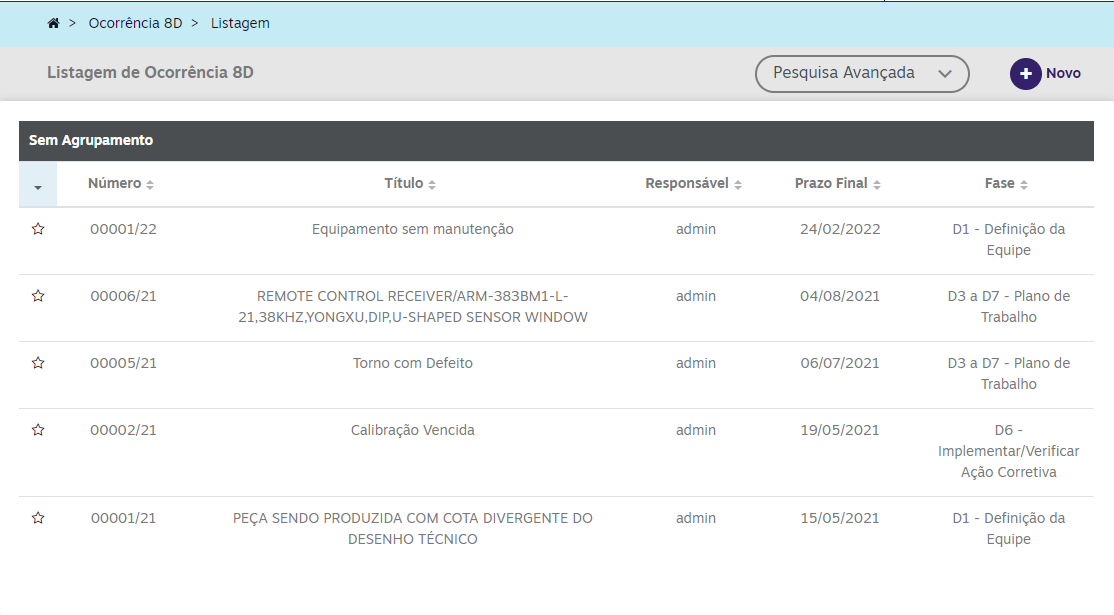 > Ocorrência 8D > Listagem
Listagem de Ocorrência 8D
Pesquisa Avançada
Novo
Sem Agrupamento
Número Título Responsável Prazo Final Fase
00001/22 Equipamento sem manutenção admin 24/02/2022 D1 - Definição da
Equipe
00006/21 REMOTE CONTROL RECEIVER/ARM-383BM1-L- admin 04/08/2021 D3 a D7 - Plano de
21,38KHZ,YONGXU,DIP,U-SHAPED SENSOR WINDOW Trabalho
00005/21 Torno com Defeito admin 06/07/2021 D3 a D7 - Plano de
Trabalho
00002/21 Calibração Vencida admin 19/05/2021 D6 -
Implementar/Verificar
Ação Corretiva
00001/21 PEÇA SENDO PRODUZIDA COM COTA DIVERGENTE DO admin 15/05/2021 D1 - Definição da
DESENHO TÉCNICO Equipe